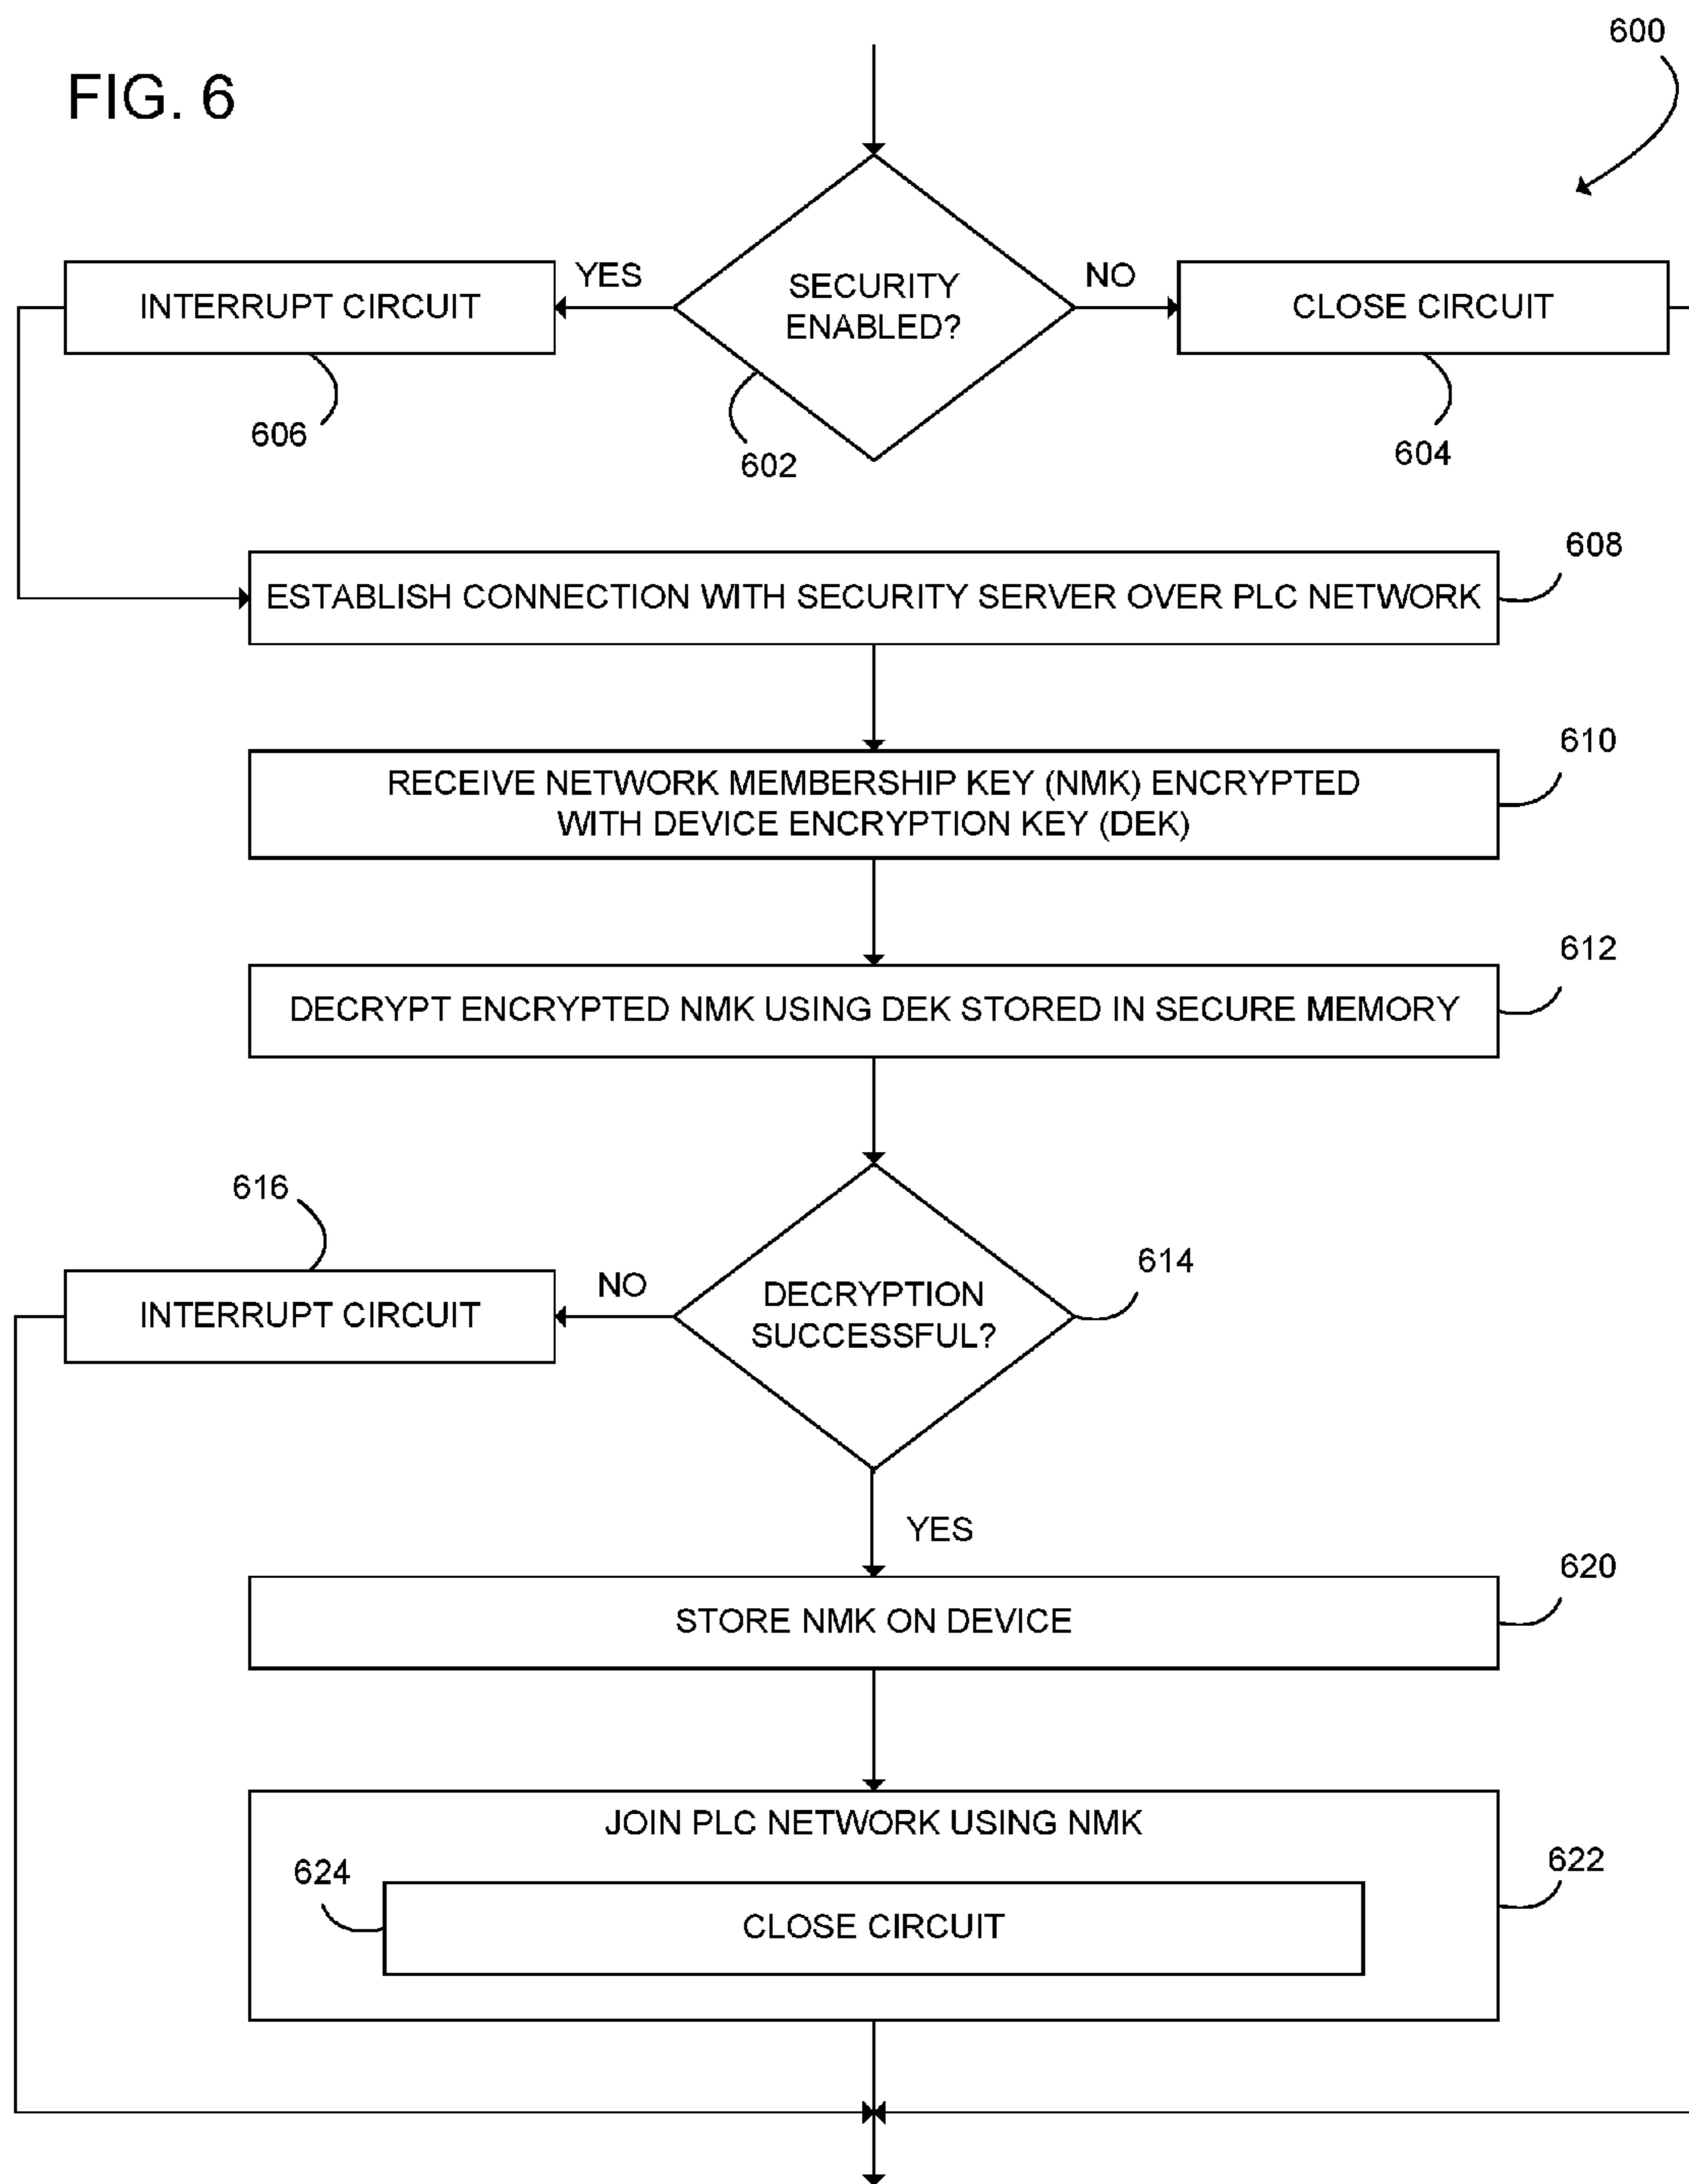 600
FIG. 6
SECURITY
ENABLED?
YES
NO
INTERRUPT CIRCUIT
CLOSE CIRCUIT
606
602
604
608
ESTABLISH CONNECTION WITH SECURITY SERVER OVER PLC NETWORK
610
RECEIVE NETWORK MEMBERSHIP KEY (NMK) ENCRYPTED
WITH DEVICE ENCRYPTION KEY (DEK)
612
DECRYPT ENCRYPTED NMK USING DEK STORED IN SECURE MEMORY
616
614
DECRYPTION
SUCCESSFUL?
NO
INTERRUPT CIRCUIT
YES
620
STORE NMK ON DEVICE
JOIN PLC NETWORK USING NMK
624
622
CLOSE CIRCUIT